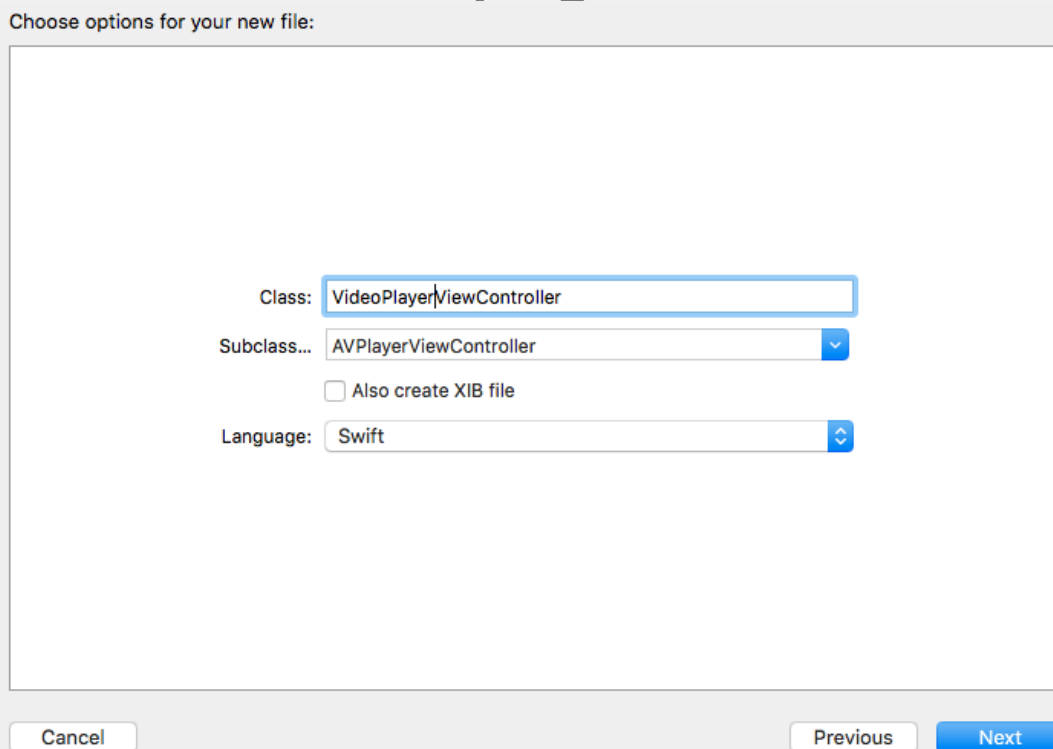 Choose options for your new file:
Class: VideoPlayerViewController
Subclass... AVPlayerViewController
Also create XIB file
Language: Swift
Cancel Previous Next